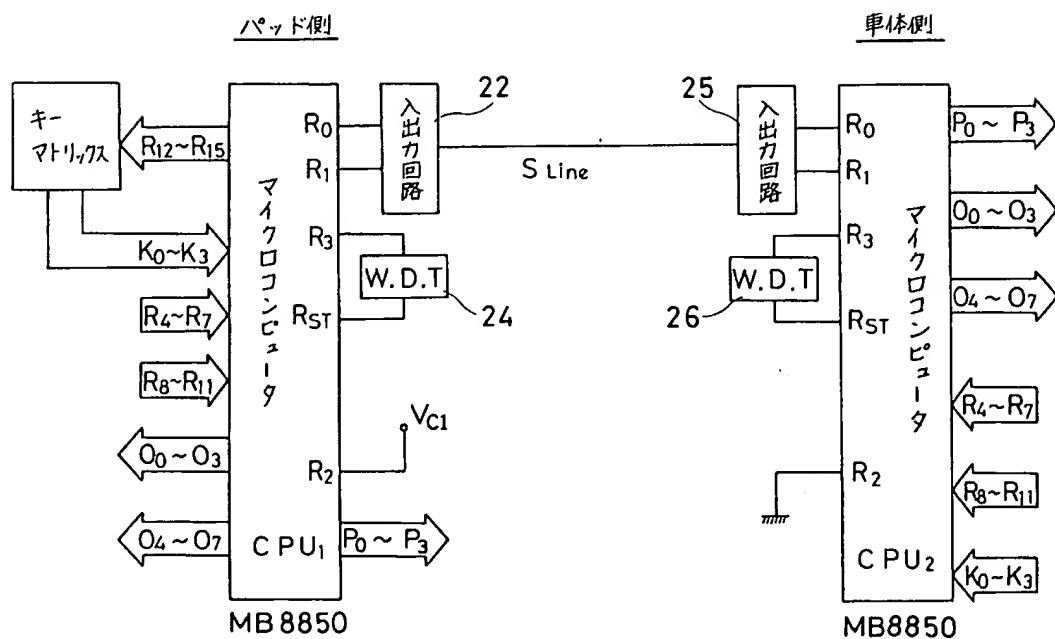 パッド側
車体側
キー
マトリックス
R12~R15
K0~K3
R4~R7
R8~R11
O0~O3
O4~O7
マイクロコンピュータ
CPU1
MB8850
R0
R1
R3
RST
R2
P0~P3
入出力回路
22
W.D.T
24
VC1
S Line
25
入出力回路
W.D.T
26
R0
R1
R3
RST
R2
マイクロコンピュータ
CPU2
MB8850
P0~P3
O0~O3
O4~O7
R4~R7
R8~R11
K0~K3